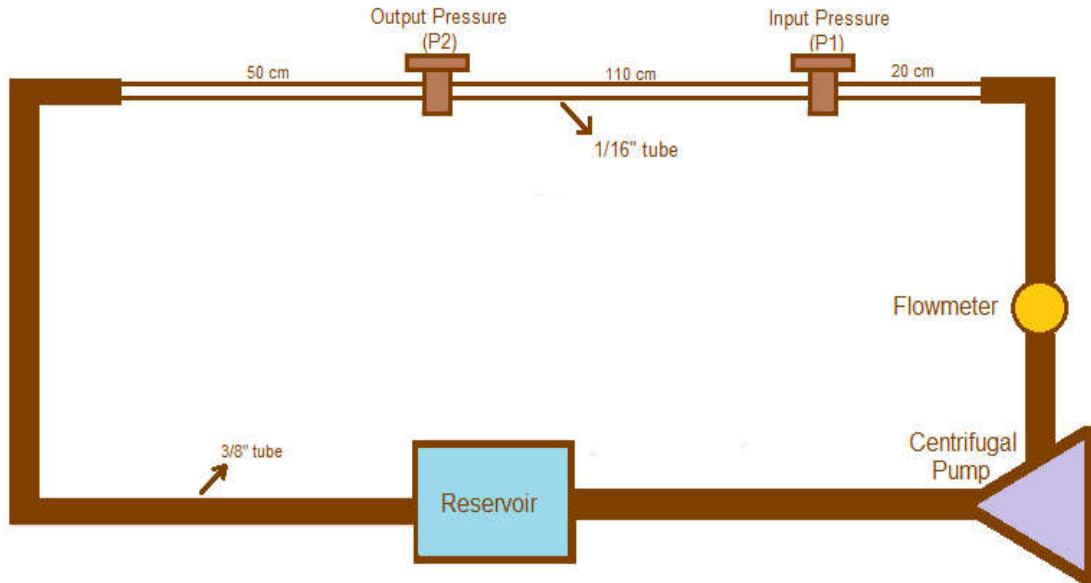 Output Pressure
(P2)
Input Pressure
(P1)
50 cm
110 cm
20 cm
1/16" tube
Flowmeter
3/8" tube
Centrifugal
Pump
Reservoir